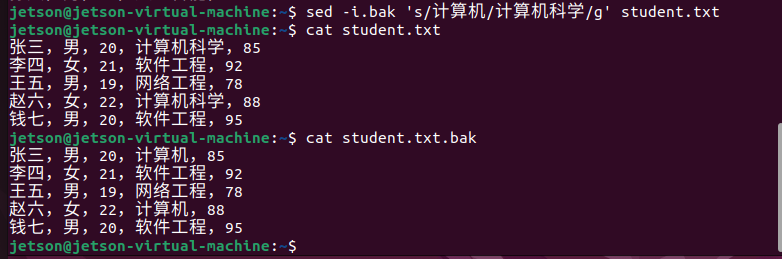 jetson@jetson-virtual-machine:~$ sed -i.bak 's/计算机/计算机科学/g' student.txt
jetson@jetson-virtual-machine:~$ cat student.txt
张三，男，20，计算机科学，85
李四，女，21，软件工程，92
王五，男，19，网络工程，78
赵六，女，22，计算机科学，88
钱七，男，20，软件工程，95
jetson@jetson-virtual-machine:~$ cat student.txt.bak
张三，男，20，计算机，85
李四，女，21，软件工程，92
王五，男，19，网络工程，78
赵六，女，22，计算机，88
钱七，男，20，软件工程，95
jetson@jetson-virtual-machine:~$